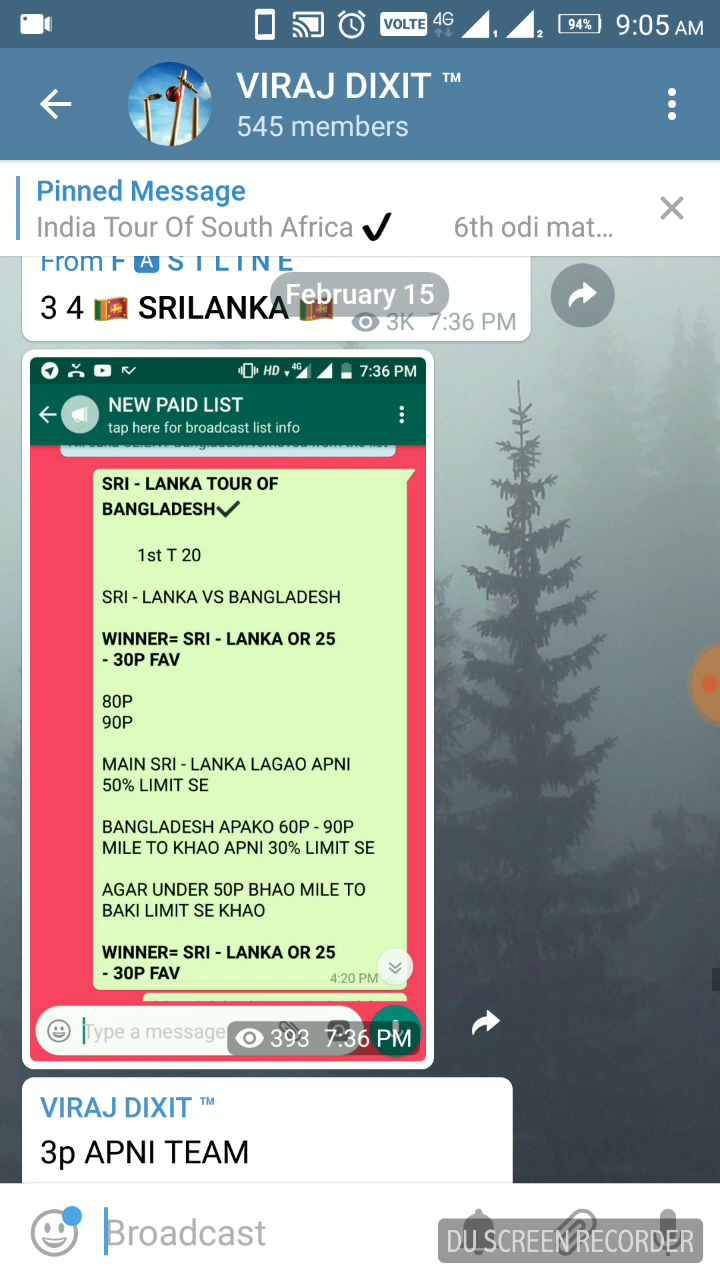 VOLTE 4G 1 2 94% 9:05 AM
VIRAJ DIXIT ™
545 members
Pinned Message
India Tour Of South Africa ✔ 6th odi mat...
From F 🅰 S T L I N E
February 15
3 4 🇱🇰 SRILANKA 🇱🇰
3K 7:36 PM
HD 4G 7:36 PM
NEW PAID LIST
tap here for broadcast list info
SRI - LANKA TOUR OF
BANGLADESH✔
1st T 20
SRI - LANKA VS BANGLADESH
WINNER= SRI - LANKA OR 25
- 30P FAV
80P
90P
MAIN SRI - LANKA LAGAO APNI
50% LIMIT SE
BANGLADESH APAKO 60P - 90P
MILE TO KHAO APNI 30% LIMIT SE
AGAR UNDER 50P BHAO MILE TO
BAKI LIMIT SE KHAO
WINNER= SRI - LANKA OR 25
- 30P FAV
4:20 PM
Type a message
393 7:36 PM
VIRAJ DIXIT ™
3p APNI TEAM
Broadcast
DU SCREEN RECORDER